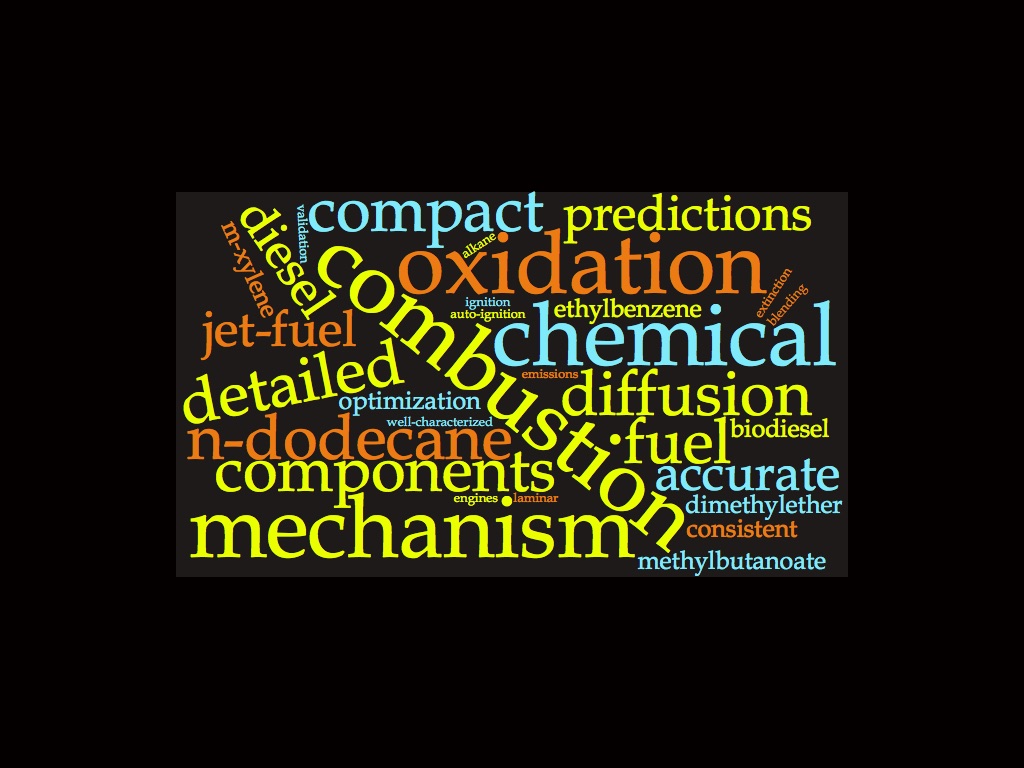 compact
predictions
validation
diesel
m-xylene
combustion
alkane
oxidation
extinction
blending
ignition
auto-ignition
ethylbenzene
jet-fuel
chemical
detailed
emissions
diffusion
optimization
well-characterized
n-dodecane
fuel
biodiesel
components
accurate
engines
laminar
dimethylether
mechanism
consistent
methylbutanoate